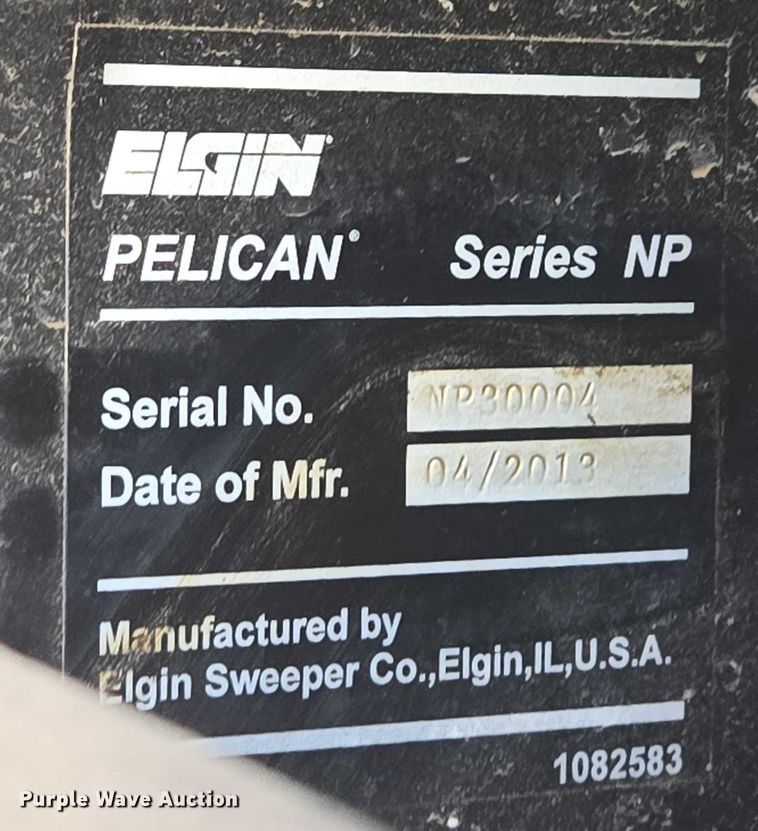 ELGIN®
PELICAN® Series NP
Serial No. NP30004
Date of Mfr. 04/2013
Manufactured by
Elgin Sweeper Co.,Elgin,IL,U.S.A.
1082583
Purple Wave Auction